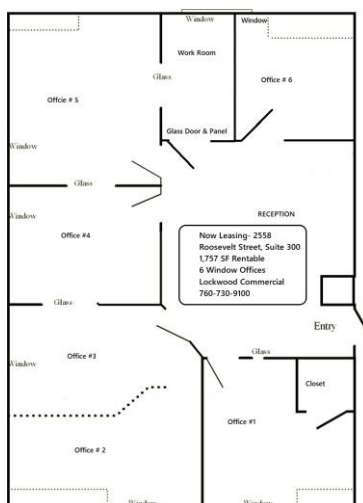 Window
Window
Work Room
Glass
Office # 6
Offcie # 5
Glass Door & Panel
Window
Glass
RECEPTION
Window
Office #4
Now Leasing- 2558
Roosevelt Street, Suite 300
1,757 SF Rentable
6 Window Offices
Lockwood Commercial
760-730-9100
Glass
Entry
Office #3
Glass
Window
Closet
Office #1
Office # 2
Window
Window